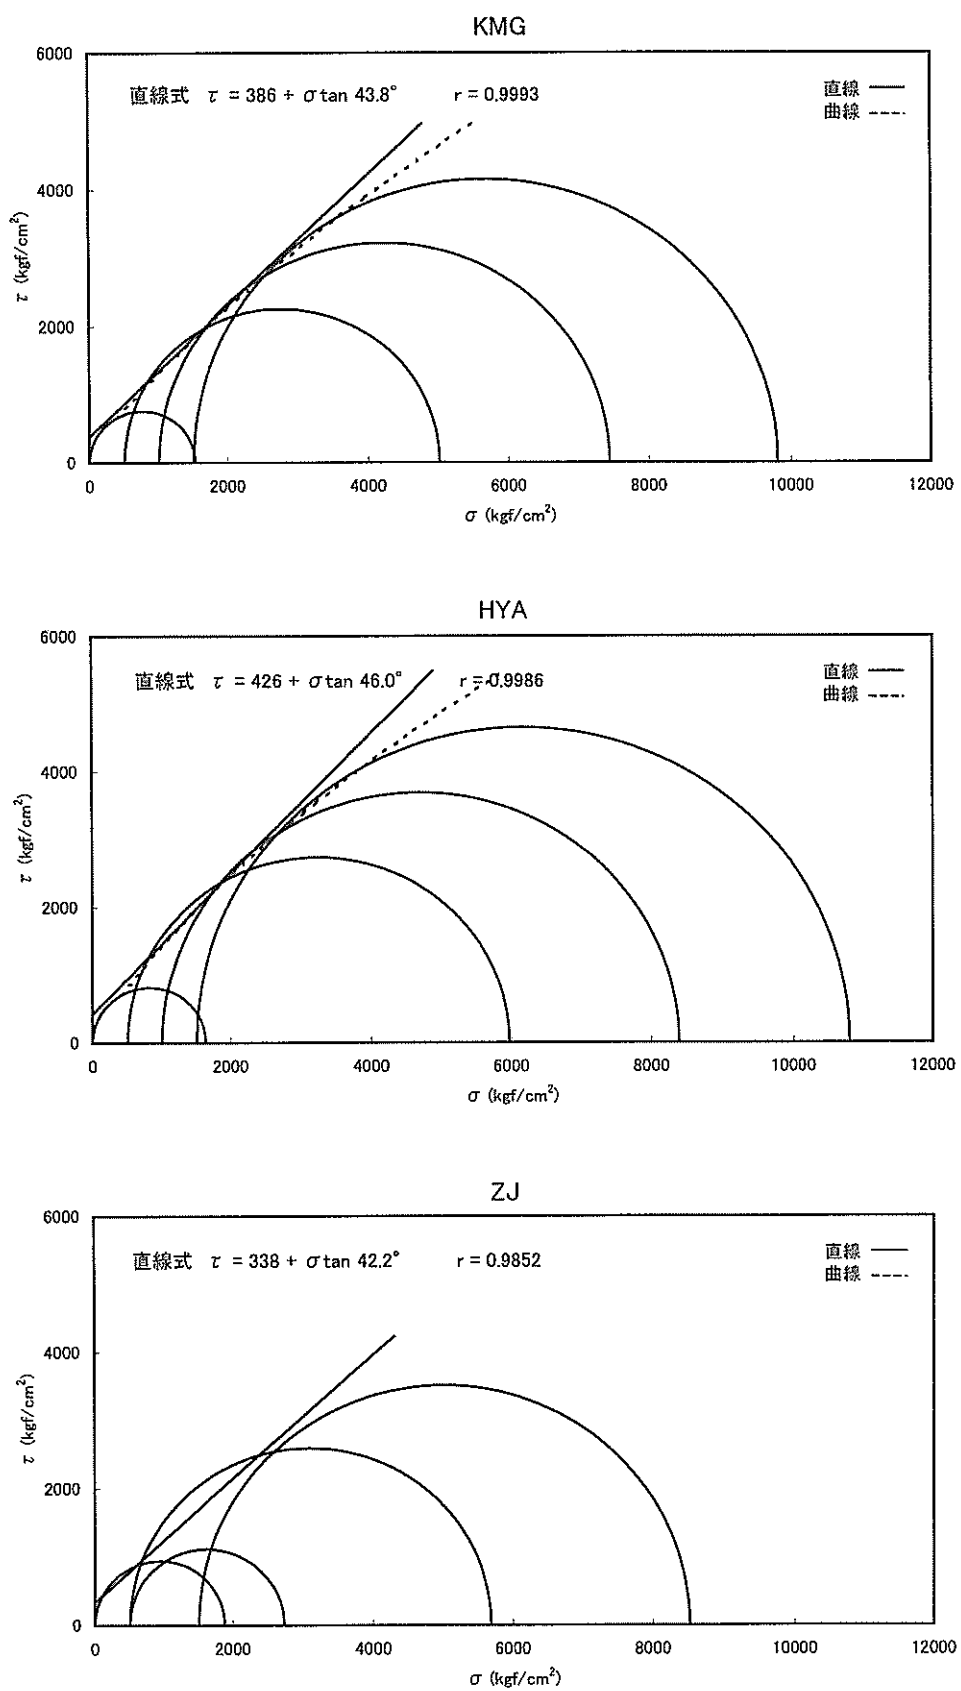 KMG
6000
直線式 τ = 386 + σtan 43.8° r = 0.9993
直線
曲線
4000
τ (kgf/cm²)
2000
0
0 2000 4000 6000 8000 10000 12000
σ (kgf/cm²)
HYA
6000
直線式 τ = 426 + σtan 46.0° r = 0.9986
直線
曲線
4000
τ (kgf/cm²)
2000
0
0 2000 4000 6000 8000 10000 12000
σ (kgf/cm²)
ZJ
6000
直線式 τ = 338 + σtan 42.2° r = 0.9852
直線
曲線
4000
τ (kgf/cm²)
2000
0
0 2000 4000 6000 8000 10000 12000
σ (kgf/cm²)